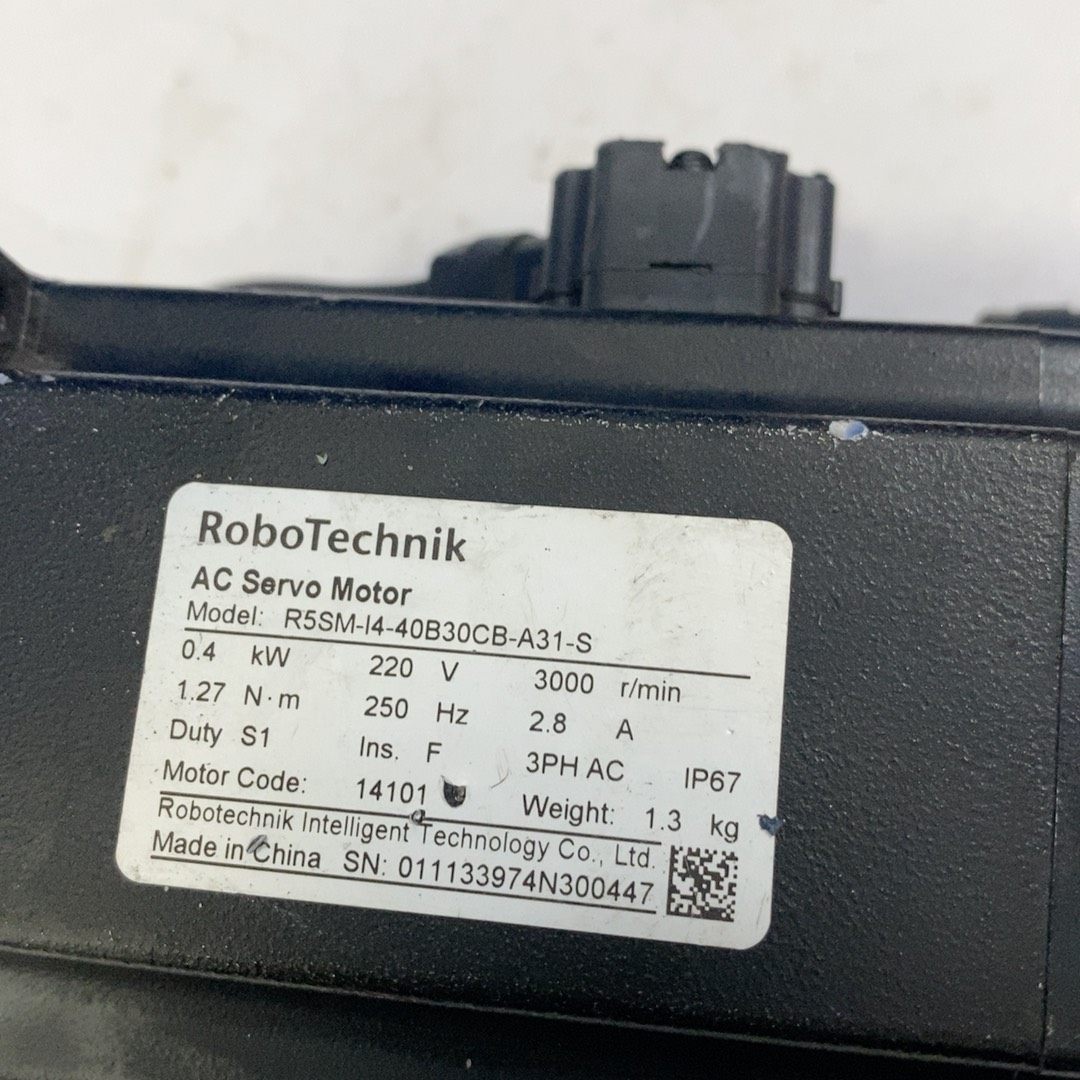 RoboTechnik
AC Servo Motor
Model: R5SM-I4-40B30CB-A31-S
0.4 kW 220 V 3000 r/min
1.27 N·m 250 Hz 2.8 A
Duty S1 Ins. F 3PH AC IP67
Motor Code: 14101 Weight: 1.3 kg
Robotechnik Intelligent Technology Co., Ltd.
Made in China SN: 011133974N300447